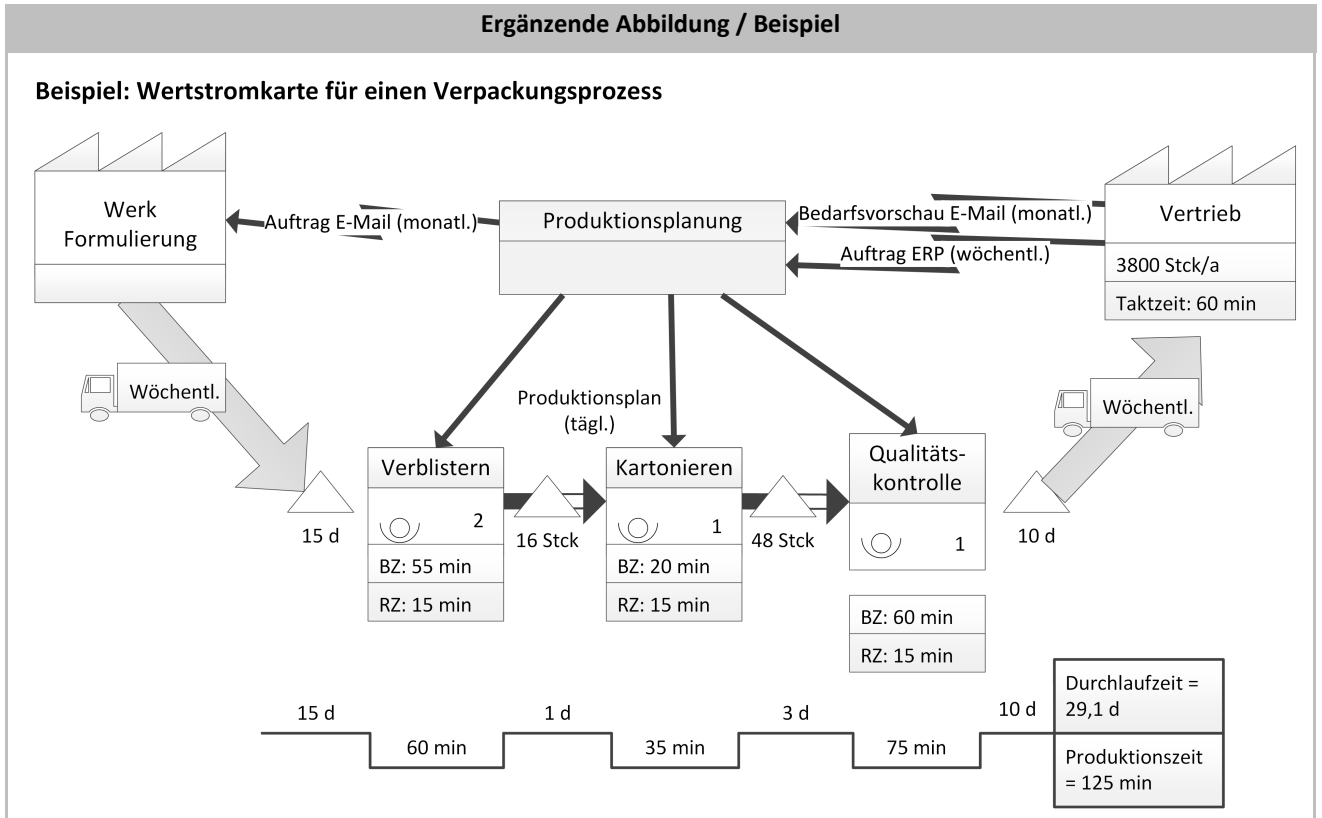 Ergänzende Abbildung / Beispiel
Beispiel: Wertstromkarte für einen Verpackungsprozess
Werk
Formulierung
Auftrag E-Mail (monatl.)
Produktionsplanung
Bedarfsvorschau E-Mail (monatl.)
Auftrag ERP (wöchentl.)
Vertrieb
3800 Stck/a
Taktzeit: 60 min
Wöchentl.
Produktionsplan
(tägl.)
Wöchentl.
15 d
Verblistern
2
BZ: 55 min
RZ: 15 min
16 Stck
Kartonieren
1
BZ: 20 min
RZ: 15 min
48 Stck
Qualitäts-
kontrolle
1
BZ: 60 min
RZ: 15 min
10 d
15 d
60 min
1 d
35 min
3 d
75 min
10 d
Durchlaufzeit =
29,1 d
Produktionszeit
= 125 min